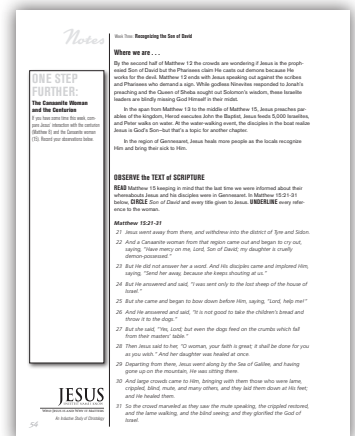 Notes
Week Two: Recognizing the Son of David
Where we are . . .
By the second half of Matthew 12 the crowds are wondering if Jesus is the proph-
esied Son of David but the Pharisees claim He casts out demons because He
works for the devil. Matthew 12 ends with Jesus speaking out against the scribes
and Pharisees who demand a sign. While godless Ninevites responded to Jonah's
preaching and the Queen of Sheba sought out Solomon's wisdom, these Israelite
leaders are blindly missing God Himself in their midst.
In the span from Matthew 13 to the middle of Matthew 15, Jesus preaches par-
ables of the kingdom, Herod executes John the Baptist, Jesus feeds 5,000 Israelites,
and Peter walks on water. At the water-walking event, the disciples in the boat realize
Jesus is God's Son–but that's a topic for another chapter.
In the region of Gennesaret, Jesus heals more people as the locals recognize
Him and bring their sick to Him.
ONE STEP
FURTHER:
The Canaanite Woman
and the Centurion
If you have some time this week, com-
pare Jesus' interaction with the centurion
(Matthew 8) and the Canaanite woman
(15). Record your observations below.
OBSERVE the TEXT of SCRIPTURE
READ Matthew 15 keeping in mind that the last time we were informed about their
whereabouts Jesus and his disciples were in Gennesaret. In Matthew 15:21-31
below, CIRCLE Son of David and every title given to Jesus. UNDERLINE every refer-
ence to the woman.
Matthew 15:21-31
21 Jesus went away from there, and withdrew into the district of Tyre and Sidon.
22 And a Canaanite woman from that region came out and began to cry out,
saying, "Have mercy on me, Lord, Son of David; my daughter is cruelly
demon-possessed."
23 But He did not answer her a word. And His disciples came and implored Him,
saying, "Send her away, because she keeps shouting at us."
24 But He answered and said, "I was sent only to the lost sheep of the house of
Israel."
25 But she came and began to bow down before Him, saying, "Lord, help me!"
26 And He answered and said, "It is not good to take the children's bread and
throw it to the dogs."
27 But she said, "Yes, Lord; but even the dogs feed on the crumbs which fall
from their masters' table."
28 Then Jesus said to her, "O woman, your faith is great; it shall be done for you
as you wish." And her daughter was healed at once.
29 Departing from there, Jesus went along by the Sea of Galilee, and having
gone up on the mountain, He was sitting there.
30 And large crowds came to Him, bringing with them those who were lame,
crippled, blind, mute, and many others, and they laid them down at His feet;
and He healed them.
31 So the crowd marveled as they saw the mute speaking, the crippled restored,
and the lame walking, and the blind seeing; and they glorified the God of
Israel.
JESUS
WHO JESUS IS AND WHY IT MATTERS
An Inductive Study of Christology
56